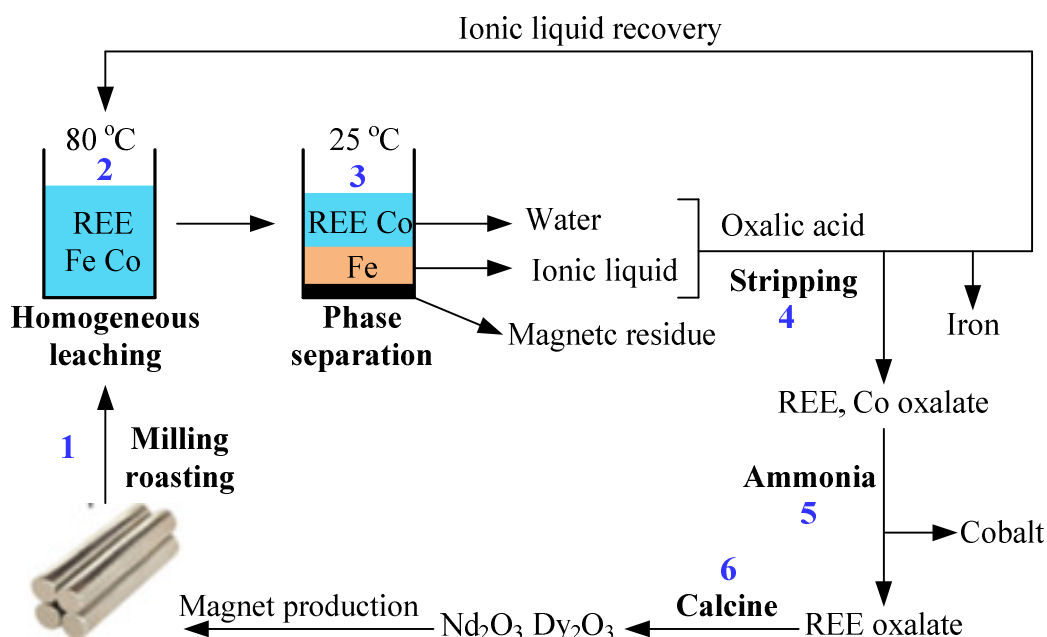 Ionic liquid recovery
80 °C
2
REE
Fe Co
Homogeneous
leaching
25 °C
3
REE Co
Fe
Phase
separation
Water
Ionic liquid
Magnetc residue
Oxalic acid
Stripping
4
Iron
REE, Co oxalate
Ammonia
5
Cobalt
REE oxalate
6
Calcine
Nd₂O₃ Dy₂O₃
Magnet production
1
Milling
roasting